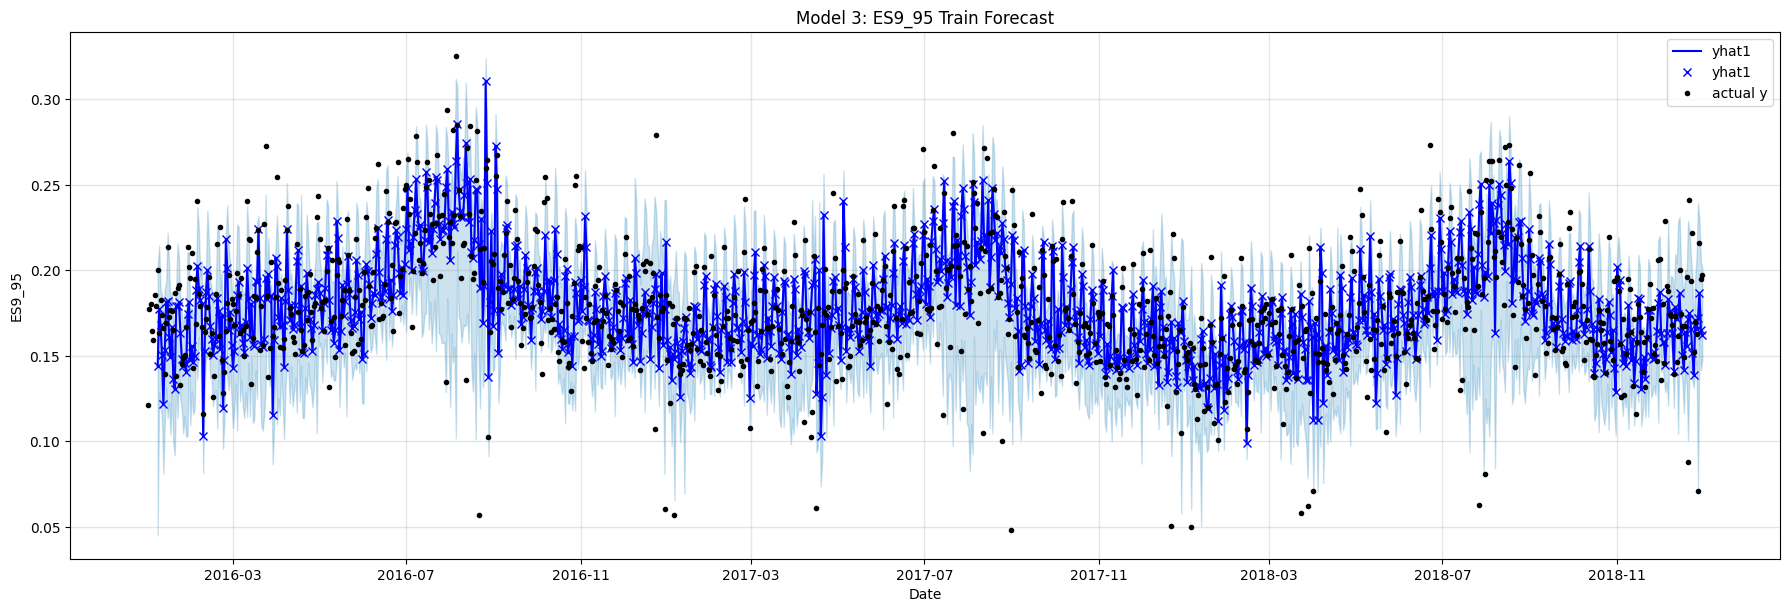 Model 3: ES9_95 Train Forecast
yhat1
yhat1
actual y
0.30
0.25
0.20
0.15
0.10
0.05
ES9_95
2016-03
2016-07
2016-11
2017-03
2017-07
2017-11
2018-03
2018-07
2018-11
Date